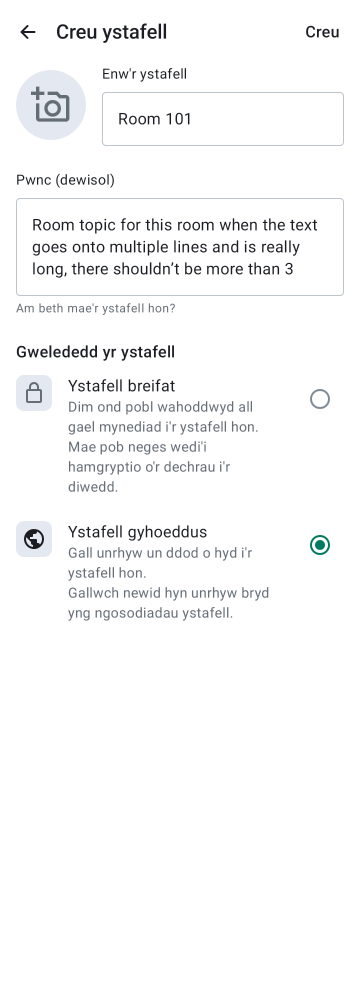 Creu ystafell
Creu
Enw'r ystafell
Room 101
Pwnc (dewisol)
Room topic for this room when the text
goes onto multiple lines and is really
long, there shouldn’t be more than 3
Am beth mae'r ystafell hon?
Gwelededd yr ystafell
Ystafell breifat
Dim ond pobl wahoddwyd all
gael mynediad i'r ystafell hon.
Mae pob neges wedi'i
hamgryptio o'r dechrau i'r
diwedd.
Ystafell gyhoeddus
Gall unrhyw un ddod o hyd i'r
ystafell hon.
Gallwch newid hyn unrhyw bryd
yng ngosodiadau ystafell.